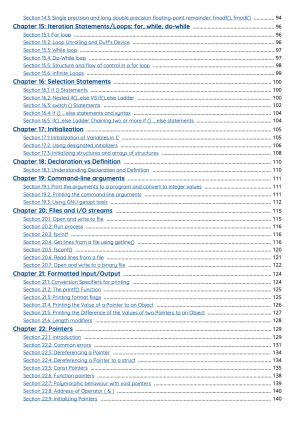 Section 14.3: Single precision and long double precision floating-point remainder: fmodf(), fmodl() 94
Chapter 15: Iteration Statements/Loops: for, while, do-while 96
Section 15.1: For loop 96
Section 15.2: Loop Unrolling and Duff's Device 96
Section 15.3: While loop 97
Section 15.4: Do-While loop 97
Section 15.5: Structure and flow of control in a for loop 98
Section 15.6: Infinite Loops 99
Chapter 16: Selection Statements 100
Section 16.1: if () Statements 100
Section 16.2: Nested if()...else VS if()..else Ladder 100
Section 16.3: switch () Statements 102
Section 16.4: if () ... else statements and syntax 104
Section 16.5: if()..else Ladder Chaining two or more if () ... else statements 104
Chapter 17: Initialization 105
Section 17.1: Initialization of Variables in C 105
Section 17.2: Using designated initializers 106
Section 17.3: Initializing structures and arrays of structures 108
Chapter 18: Declaration vs Definition 110
Section 18.1: Understanding Declaration and Definition 110
Chapter 19: Command-line arguments 111
Section 19.1: Print the arguments to a program and convert to integer values 111
Section 19.2: Printing the command line arguments 111
Section 19.3: Using GNU getopt tools 112
Chapter 20: Files and I/O streams 115
Section 20.1: Open and write to file 115
Section 20.2: Run process 116
Section 20.3: fprintf 116
Section 20.4: Get lines from a file using getline() 116
Section 20.5: fscanf() 120
Section 20.6: Read lines from a file 121
Section 20.7: Open and write to a binary file 122
Chapter 21: Formatted Input/Output 124
Section 21.1: Conversion Specifiers for printing 124
Section 21.2: The printf() Function 125
Section 21.3: Printing format flags 125
Section 21.4: Printing the Value of a Pointer to an Object 126
Section 21.5: Printing the Difference of the Values of two Pointers to an Object 127
Section 21.6: Length modifiers 128
Chapter 22: Pointers 129
Section 22.1: Introduction 129
Section 22.2: Common errors 131
Section 22.3: Dereferencing a Pointer 134
Section 22.4: Dereferencing a Pointer to a struct 134
Section 22.5: Const Pointers 135
Section 22.6: Function pointers 138
Section 22.7: Polymorphic behaviour with void pointers 139
Section 22.8: Address-of Operator ( & ) 140
Section 22.9: Initializing Pointers 140